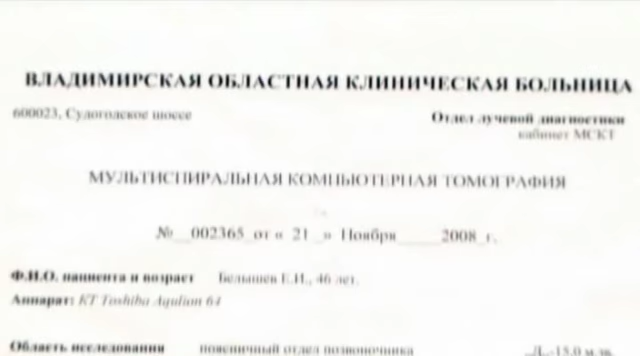 ВЛАДИМИРСКАЯ ОБЛАСТНАЯ КЛИНИЧЕСКАЯ БОЛЬНИЦА
600023, Судогодское шоссе
Отдел лучевой диагностики
кабинет МСКТ
МУЛЬТИСПИРАЛЬНАЯ КОМПЬЮТЕРНАЯ ТОМОГРАФИЯ
№ 002365 от « 21 » Ноября 2008 г.
Ф.И.О. пациента и возраст Е.И., 46 лет.
Аппарат: КТ Toshiba Aquilion 64
Область исследования поясничный отдел позвоночника